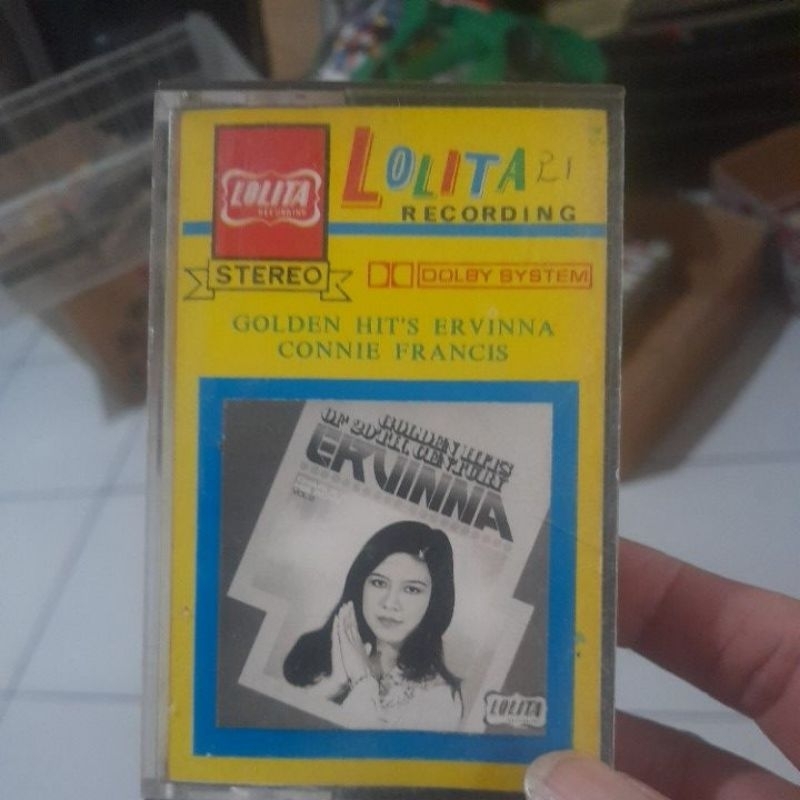 LOLITA
RECORDING
LOLITA 21
RECORDING
STEREO
DOLBY SYSTEM
GOLDEN HIT'S ERVINNA
CONNIE FRANCIS
GOLDEN HITS
OF 20TH CENTURY
ERVINNA
LOLITA